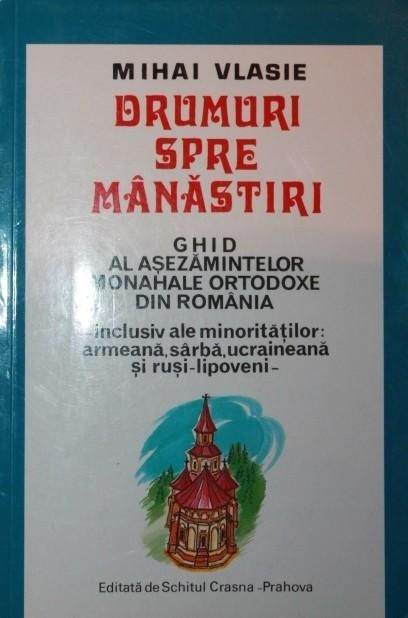 MIHAI VLASIE
DRUMURI
SPRE
MÂNĂSTIRI
GHID
AL AȘEZĂMINTELOR
MONAHALE ORTODOXE
DIN ROMÂNIA
-inclusiv ale minorităților:
armeană, sârbă, ucraineană
și ruși-lipoveni-
Editată de Schitul Crasna -Prahova